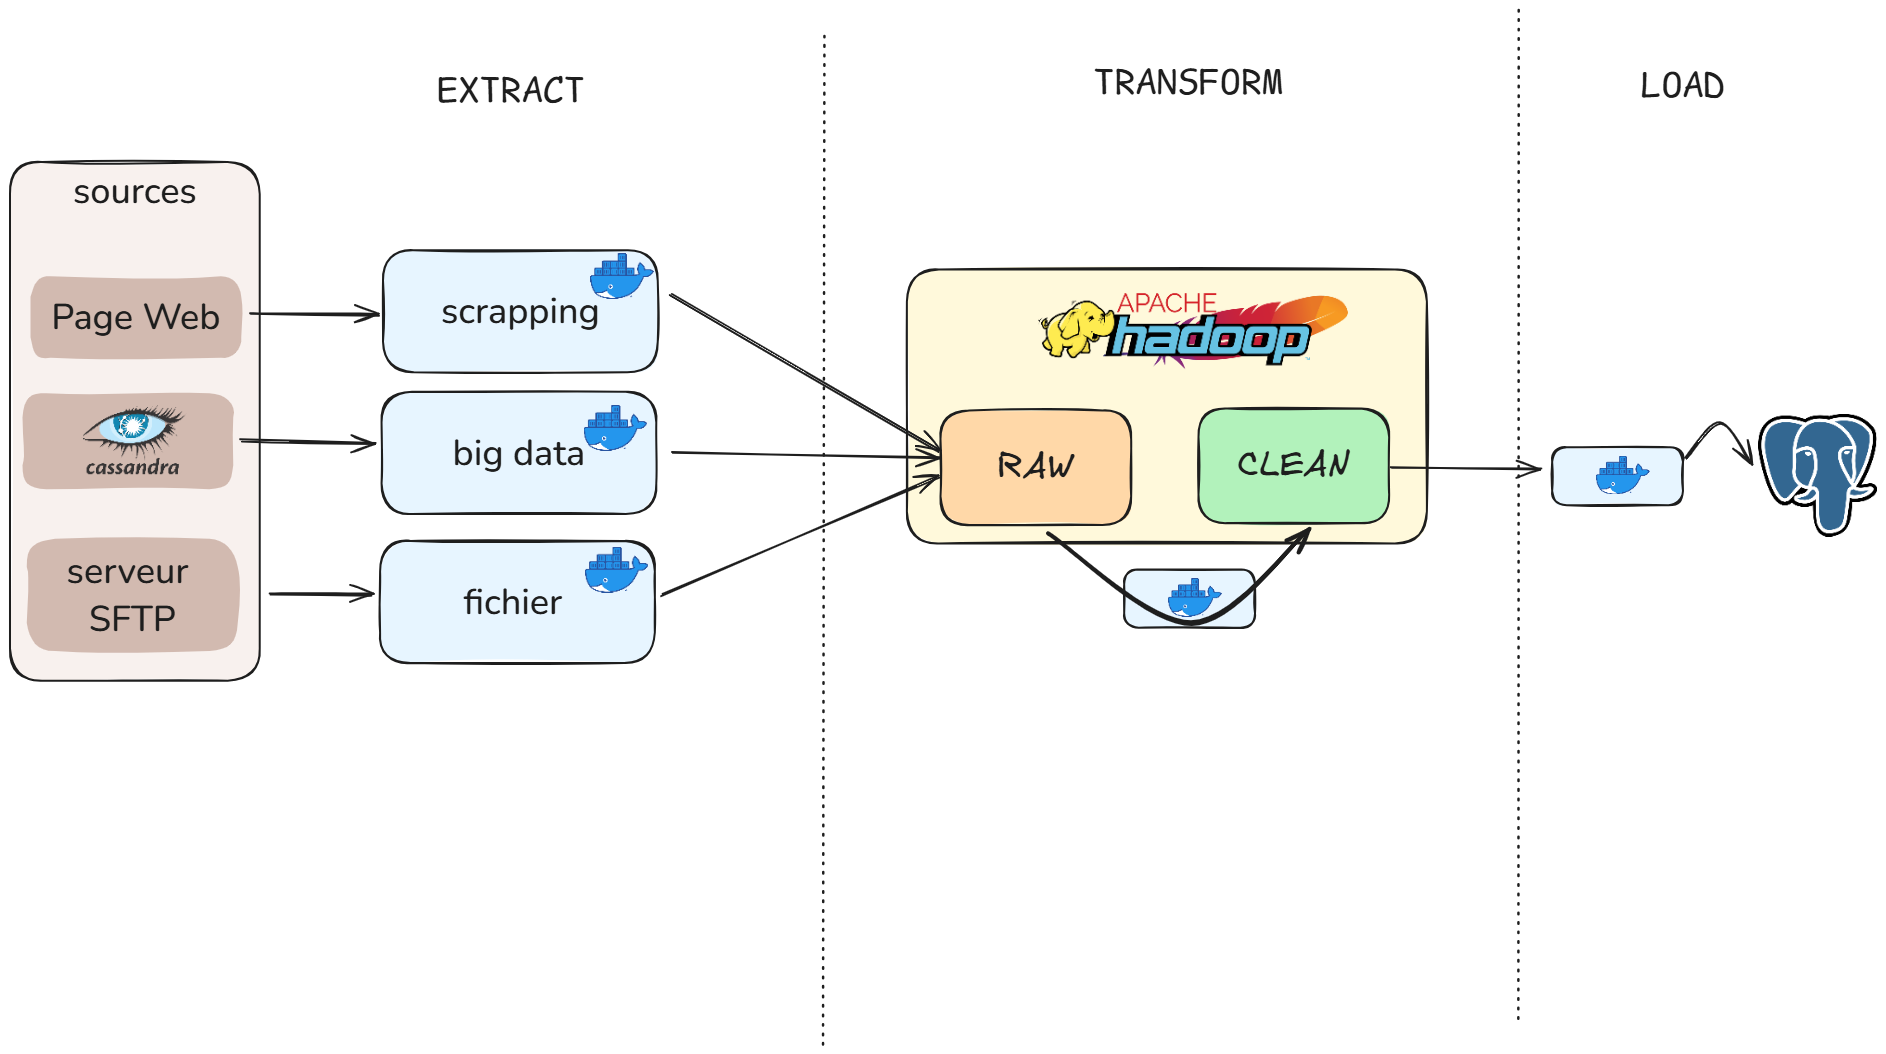 EXTRACT
TRANSFORM
LOAD
sources
Page Web
cassandra
serveur
SFTP
scrapping
big data
fichier
APACHE
hadoop
RAW
CLEAN